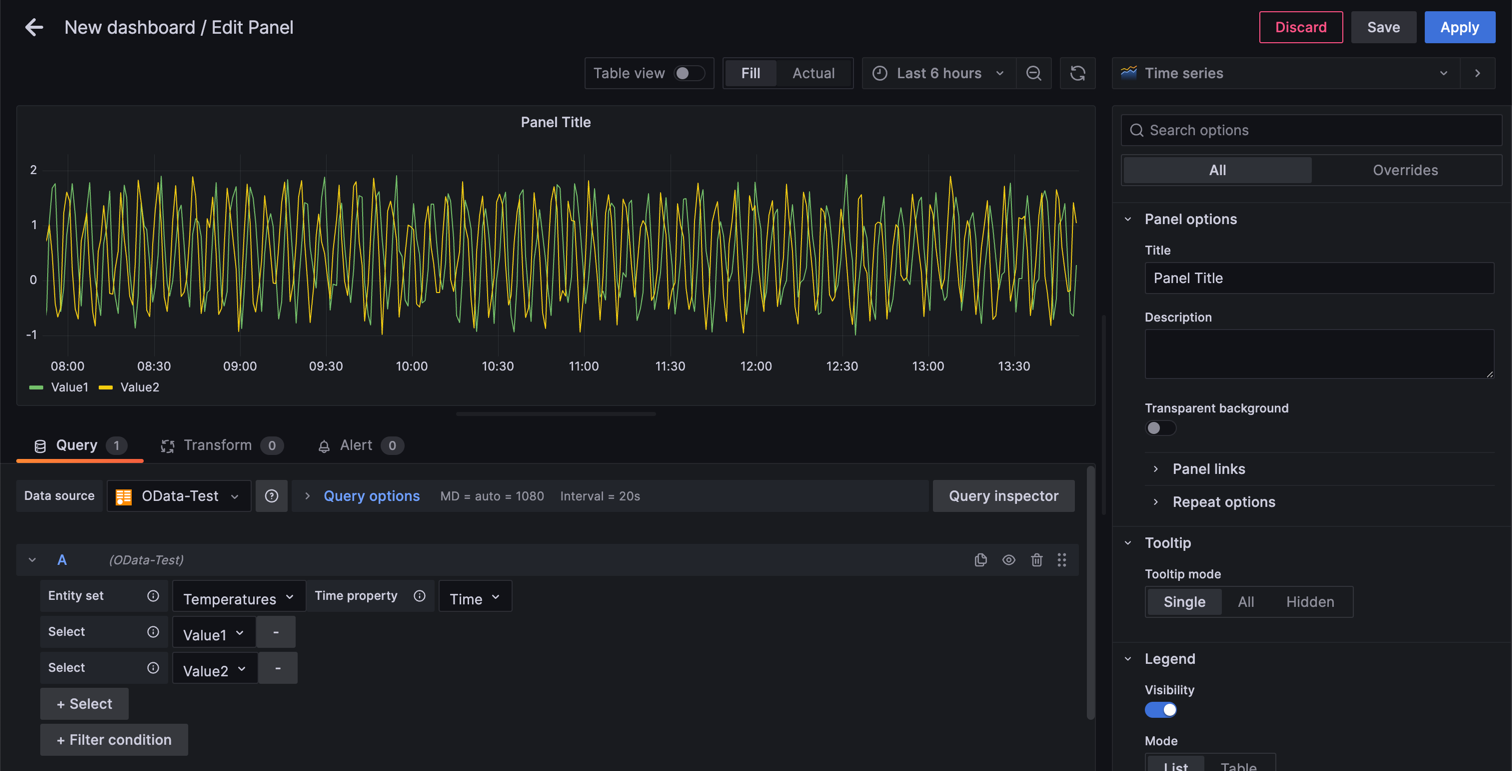 New dashboard / Edit Panel
Discard Save Apply
Table view Fill Actual Last 6 hours Time series
Panel Title
2
1
0
-1
08:00 08:30 09:00 09:30 10:00 10:30 11:00 11:30 12:00 12:30 13:00 13:30
Value1 Value2
Query 1 Transform 0 Alert 0
Data source OData-Test Query options MD = auto = 1080 Interval = 20s Query inspector
A (OData-Test)
Entity set Temperatures Time property Time
Select Value1 -
Select Value2 -
+ Select
+ Filter condition
Search options
All Overrides
Panel options
Title
Panel Title
Description
Transparent background
Panel links
Repeat options
Tooltip
Tooltip mode
Single All Hidden
Legend
Visibility
Mode
List Table